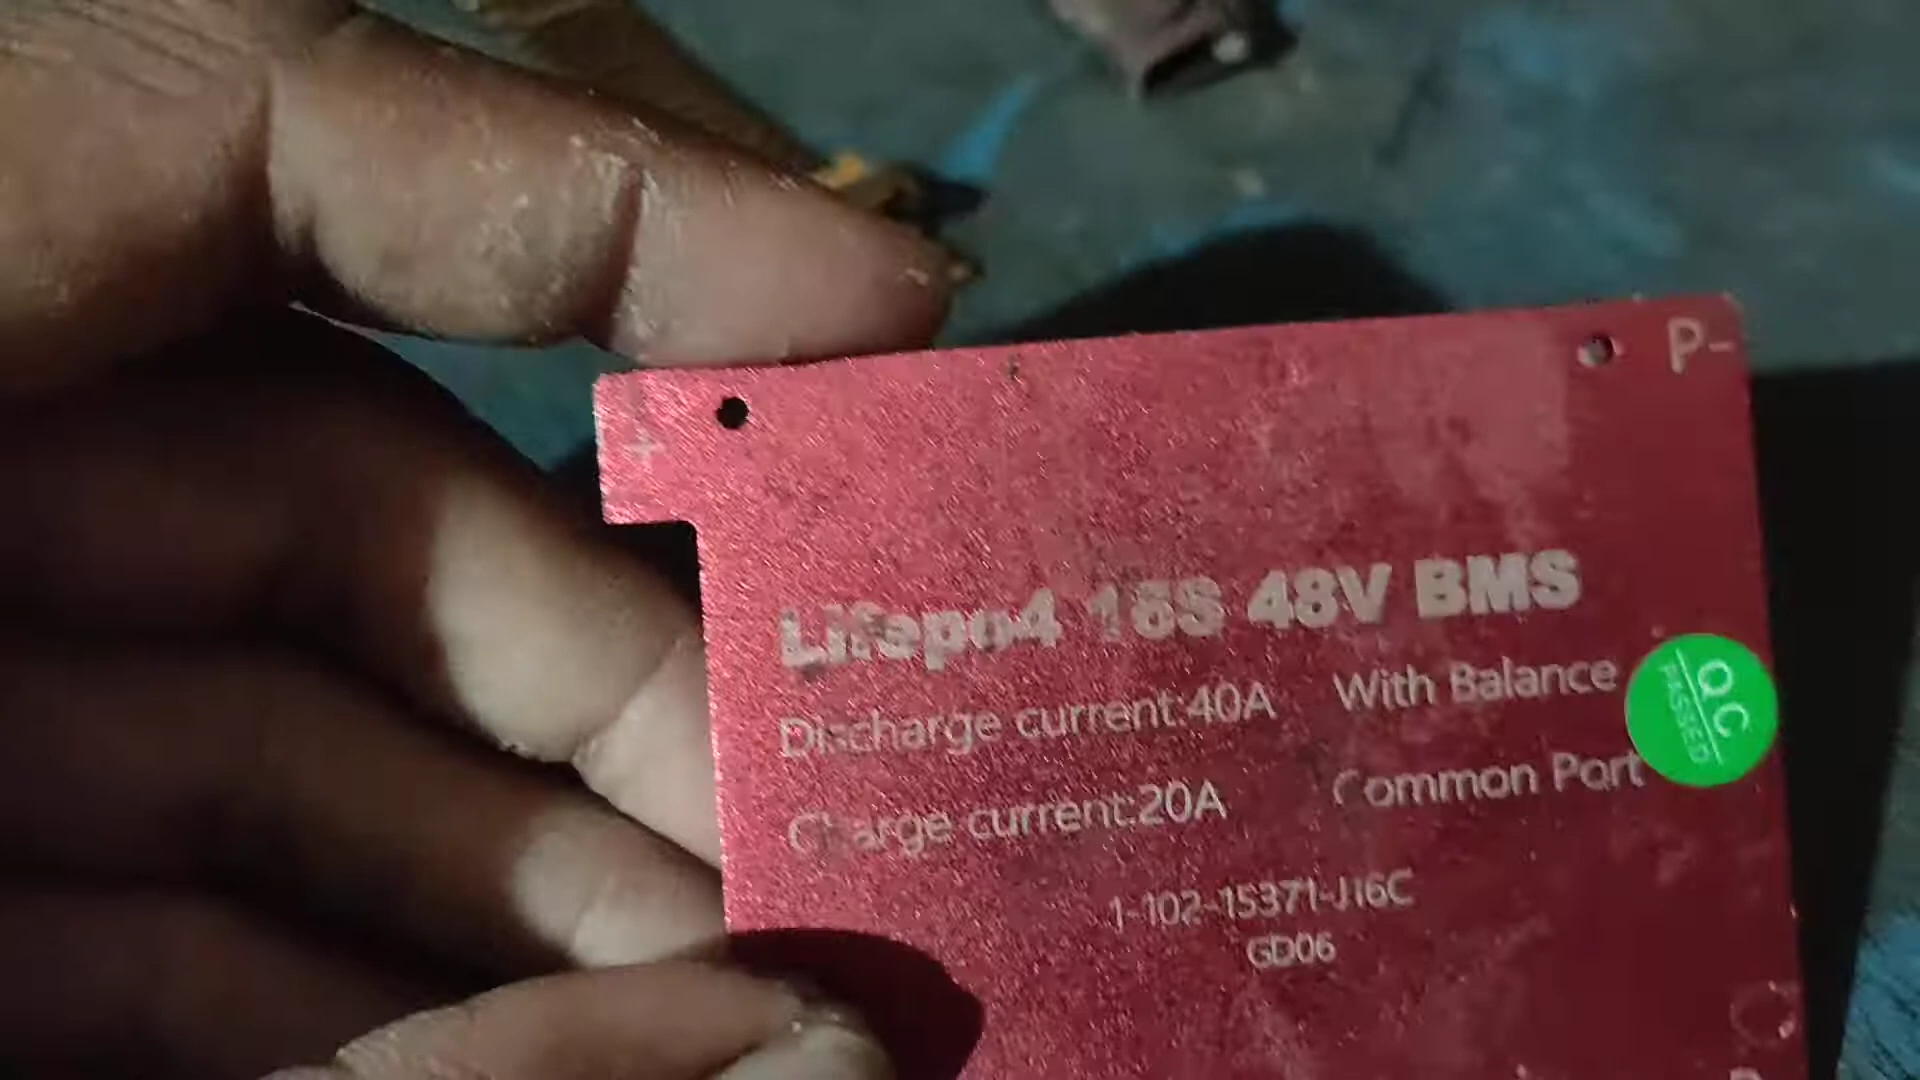 P-
+
Lifepo4 16S 48V BMS
Discharge current:40A With Balance
Charge current:20A Common Port
QC
PASSED
1-102-15371-J16C
GD06